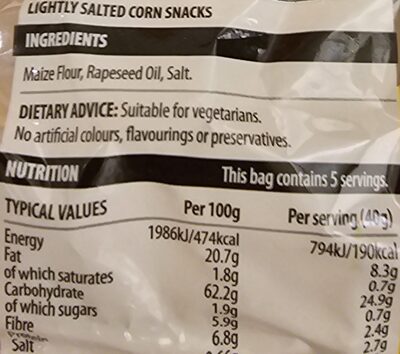 LIGHTLY SALTED CORN SNACKS
INGREDIENTS
Maize Flour, Rapeseed Oil, Salt.
DIETARY ADVICE: Suitable for vegetarians.
No artificial colours, flavourings or preservatives.
NUTRITION This bag contains 5 servings.
TYPICAL VALUES Per 100g Per serving (40g)
Energy 1986kJ/474kcal 794kJ/190kcal
Fat 20.7g 8.3g
of which saturates 1.8g 0.7g
Carbohydrate 62.2g 24.9g
of which sugars 1.9g 0.7g
Fibre 5.9g 2.4g
Protein 6.8g 2.7g
Salt